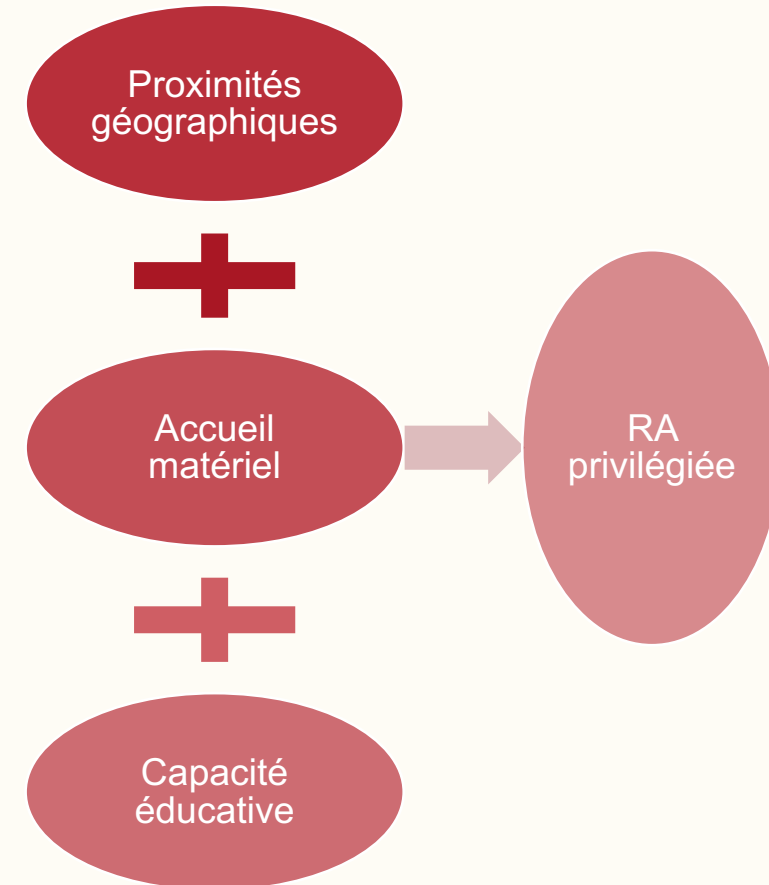 Proximités
géographiques
Accueil
matériel
RA
privilégiée
Capacité
éducative